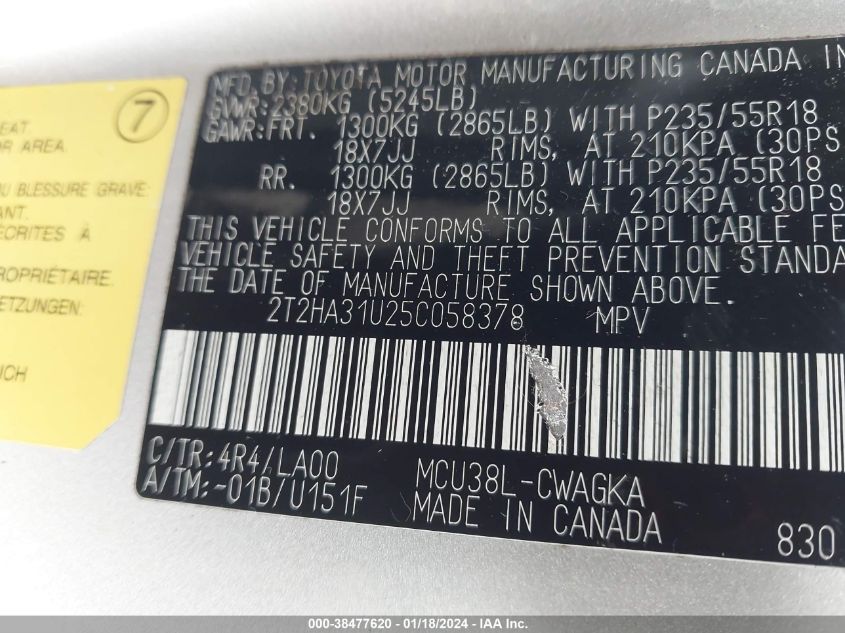 7
EAT
OR AREA.
OU BLESSURE GRAVE
ANT.
ECRITES À
PROPRIÉTAIRE.
ETZUNGEN:
ICH
MFD. BY: TOYOTA MOTOR MANUFACTURING CANADA IN
GVWR: 2380KG (5245LB)
GAWR: FRT. 1300KG (2865LB) WITH P235/55R18
18X7JJ RIMS, AT 210KPA (30PS
RR. 1300KG (2865LB) WITH P235/55R18
18X7JJ RIMS, AT 210KPA (30PS
THIS VEHICLE CONFORMS TO ALL APPLICABLE FE
VEHICLE SAFETY AND THEFT PREVENTION STANDA
THE DATE OF MANUFACTURE SHOWN ABOVE.
2T2HA31U25C058378 MPV
C/TR: 4R4/LA00 MCU38L-CWAGKA
A/TM: -01B/U151F MADE IN CANADA 830
000-38477620 - 01/18/2024 - IAA Inc.